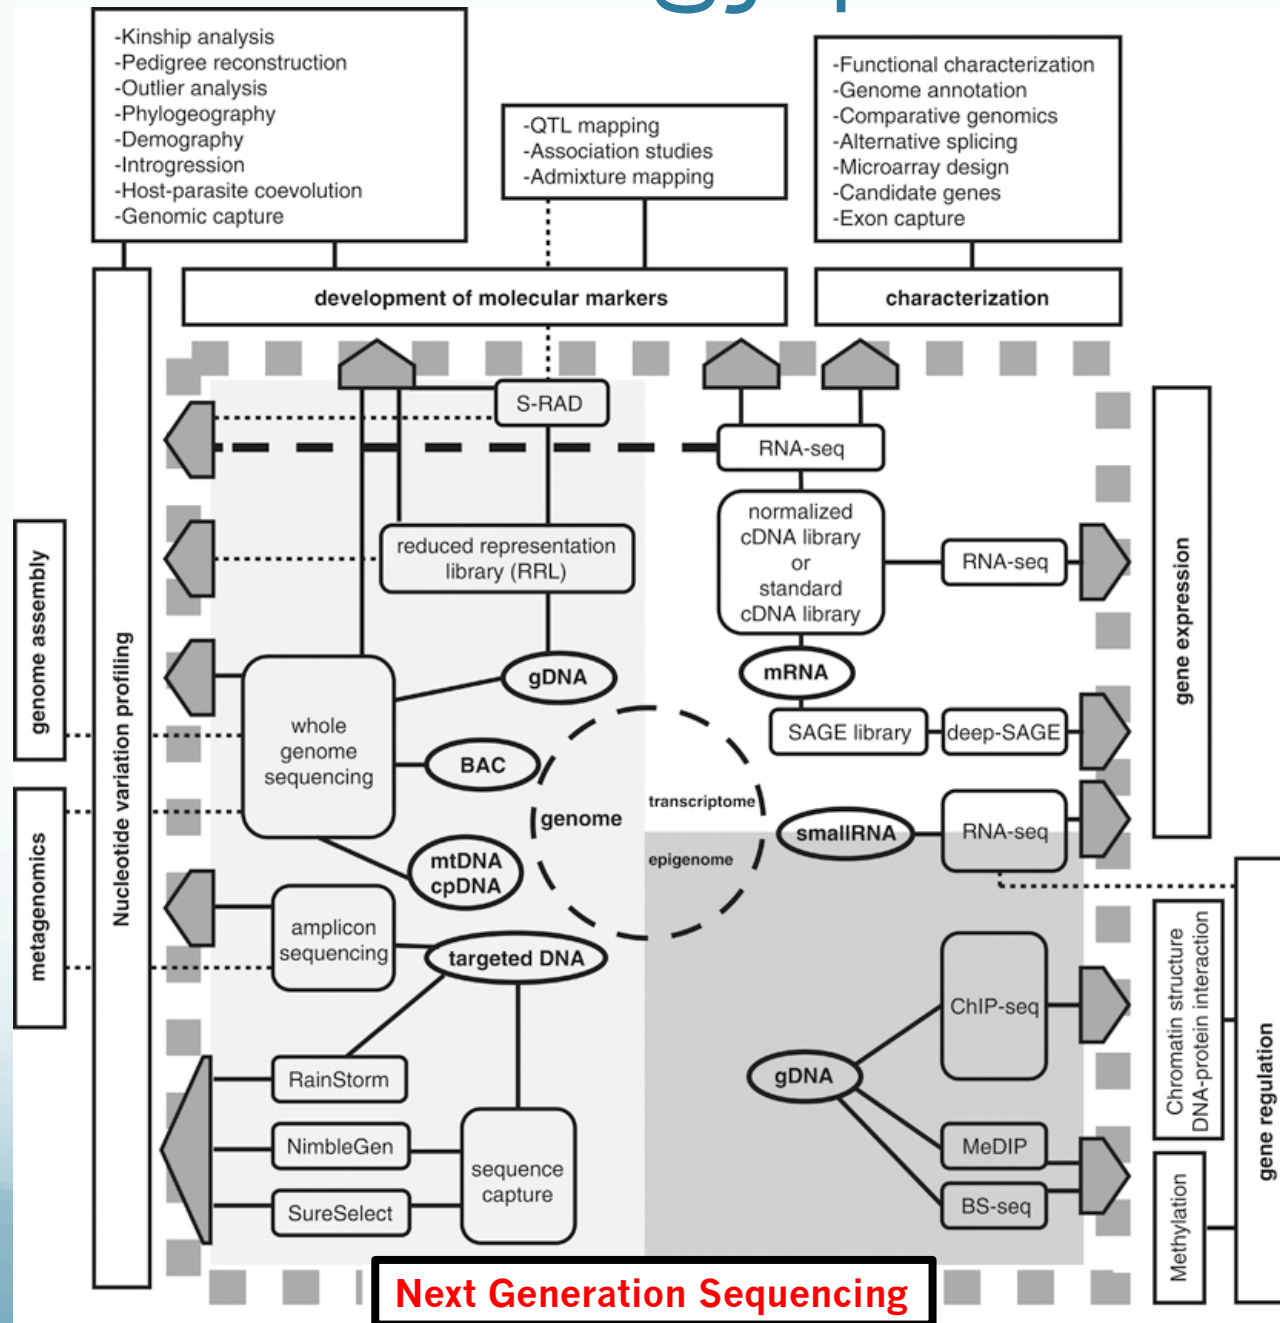 -Kinship analysis
-Pedigree reconstruction
-Outlier analysis
-Phylogeography
-Demography
-Introgression
-Host-parasite coevolution
-Genomic capture
-QTL mapping
-Association studies
-Admixture mapping
-Functional characterization
-Genome annotation
-Comparative genomics
-Alternative splicing
-Microarray design
-Candidate genes
-Exon capture
development of molecular markers
characterization
S-RAD
RNA-seq
reduced representation
library (RRL)
normalized
cDNA library
or
standard
cDNA library
RNA-seq
genome assembly
metagenomics
Nucleotide variation profiling
gene expression
gDNA
mRNA
whole
genome
sequencing
SAGE library
deep-SAGE
BAC
genome
transcriptome
epigenome
smallRNA
RNA-seq
mtDNA
cpDNA
amplicon
sequencing
targeted DNA
ChIP-seq
gDNA
RainStorm
NimbleGen
SureSelect
sequence
capture
MeDIP
BS-seq
Chromatin structure
DNA-protein interaction
Methylation
gene regulation
Next Generation Sequencing